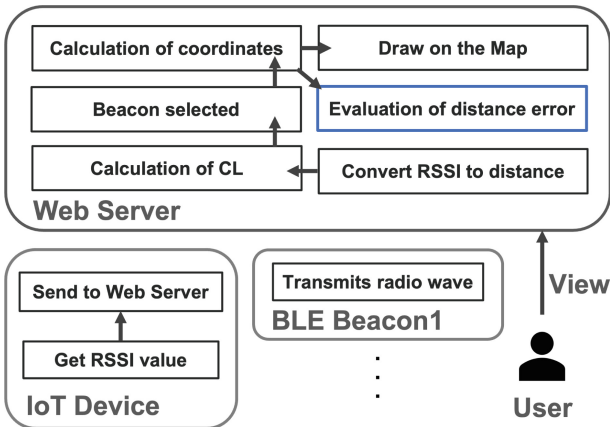 Calculation of coordinates
Draw on the Map
Beacon selected
Evaluation of distance error
Calculation of CL
Convert RSSI to distance
Web Server
Send to Web Server
Get RSSI value
IoT Device
Transmits radio wave
BLE Beacon1
View
User